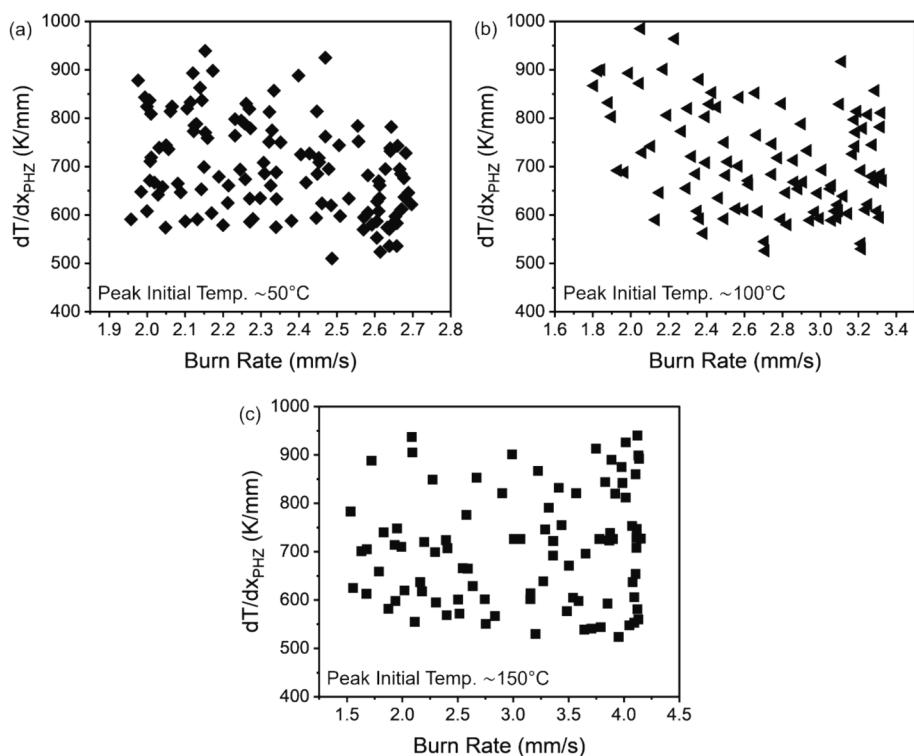 (a)
1000
900
800
700
600
500
400
dT/dx_PHZ (K/mm)
Peak Initial Temp. ~50°C
1.9 2.0 2.1 2.2 2.3 2.4 2.5 2.6 2.7 2.8
Burn Rate (mm/s)
(b)
1000
900
800
700
600
500
400
dT/dx_PHZ (K/mm)
Peak Initial Temp. ~100°C
1.6 1.8 2.0 2.2 2.4 2.6 2.8 3.0 3.2 3.4
Burn Rate (mm/s)
(c)
1000
900
800
700
600
500
400
dT/dx_PHZ (K/mm)
Peak Initial Temp. ~150°C
1.5 2.0 2.5 3.0 3.5 4.0 4.5
Burn Rate (mm/s)